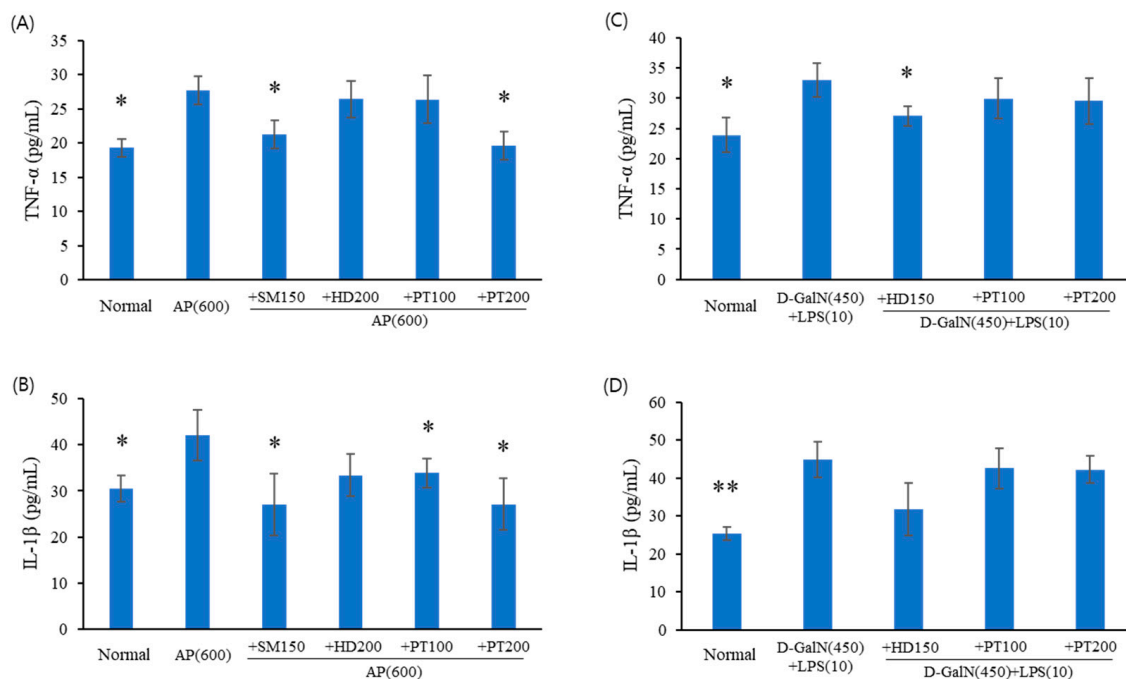 (A)
TNF-α (pg/mL)
35
30
25
20
15
10
5
0
*
*
*
Normal AP(600) +SM150 +HD200 +PT100 +PT200
AP(600)
(C)
TNF-α (pg/mL)
40
35
30
25
20
15
10
5
0
*
*
Normal D-GalN(450) +HD150 +PT100 +PT200
+LPS(10) D-GalN(450)+LPS(10)
(B)
IL-1β (pg/mL)
50
40
30
20
10
0
*
*
*
*
Normal AP(600) +SM150 +HD200 +PT100 +PT200
AP(600)
(D)
IL-1β (pg/mL)
60
50
40
30
20
10
0
**
Normal D-GalN(450) +HD150 +PT100 +PT200
+LPS(10) D-GalN(450)+LPS(10)